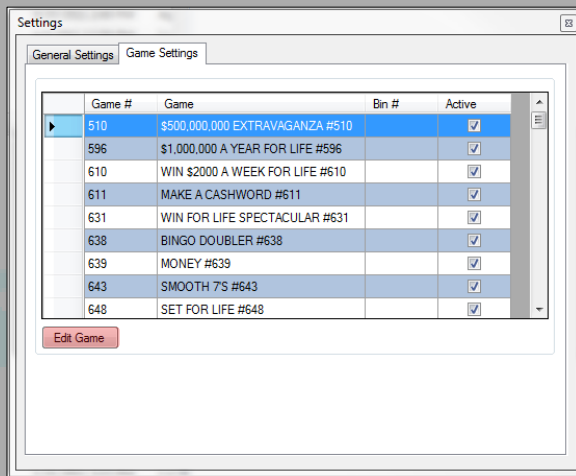 Settings
General Settings Game Settings
Game # Game Bin # Active
510 $500,000,000 EXTRAVAGANZA #510
596 $1,000,000 A YEAR FOR LIFE #596
610 WIN $2000 A WEEK FOR LIFE #610
611 MAKE A CASHWORD #611
631 WIN FOR LIFE SPECTACULAR #631
638 BINGO DOUBLER #638
639 MONEY #639
643 SMOOTH 7'S #643
648 SET FOR LIFE #648
Edit Game